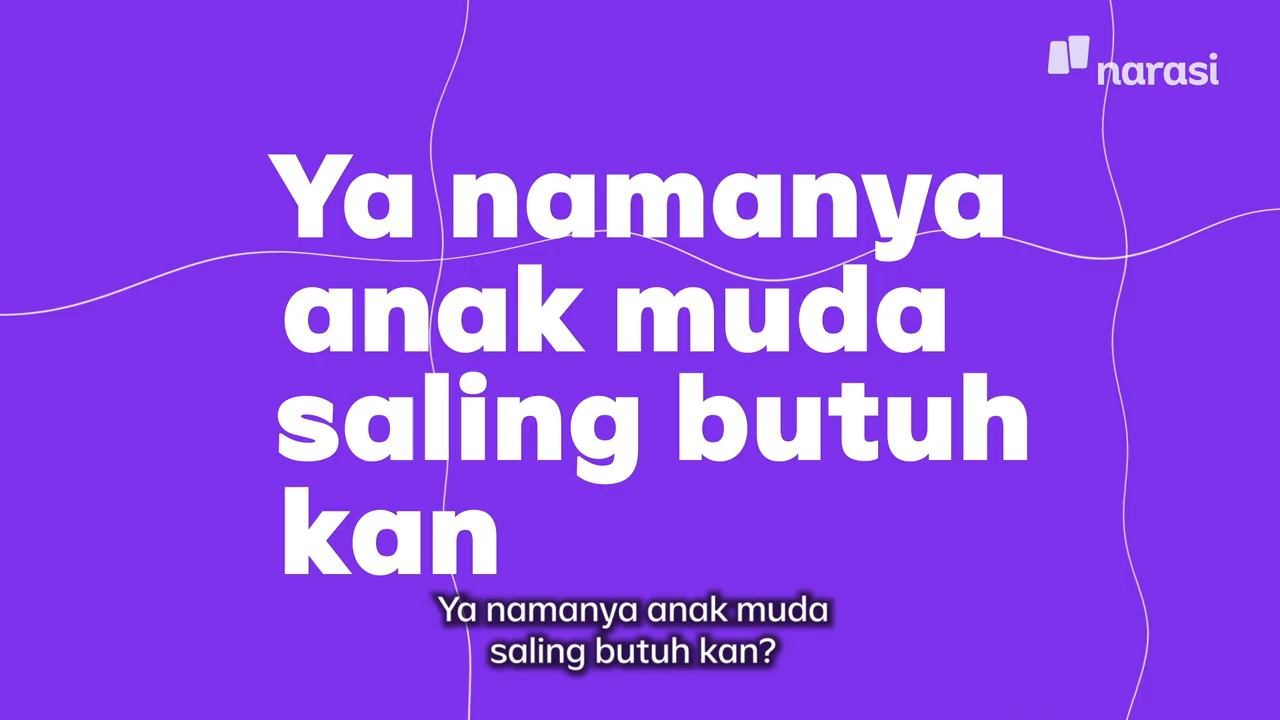 narasi
Ya namanya
anak muda
saling butuh
kan
Ya namanya anak muda
saling butuh kan?